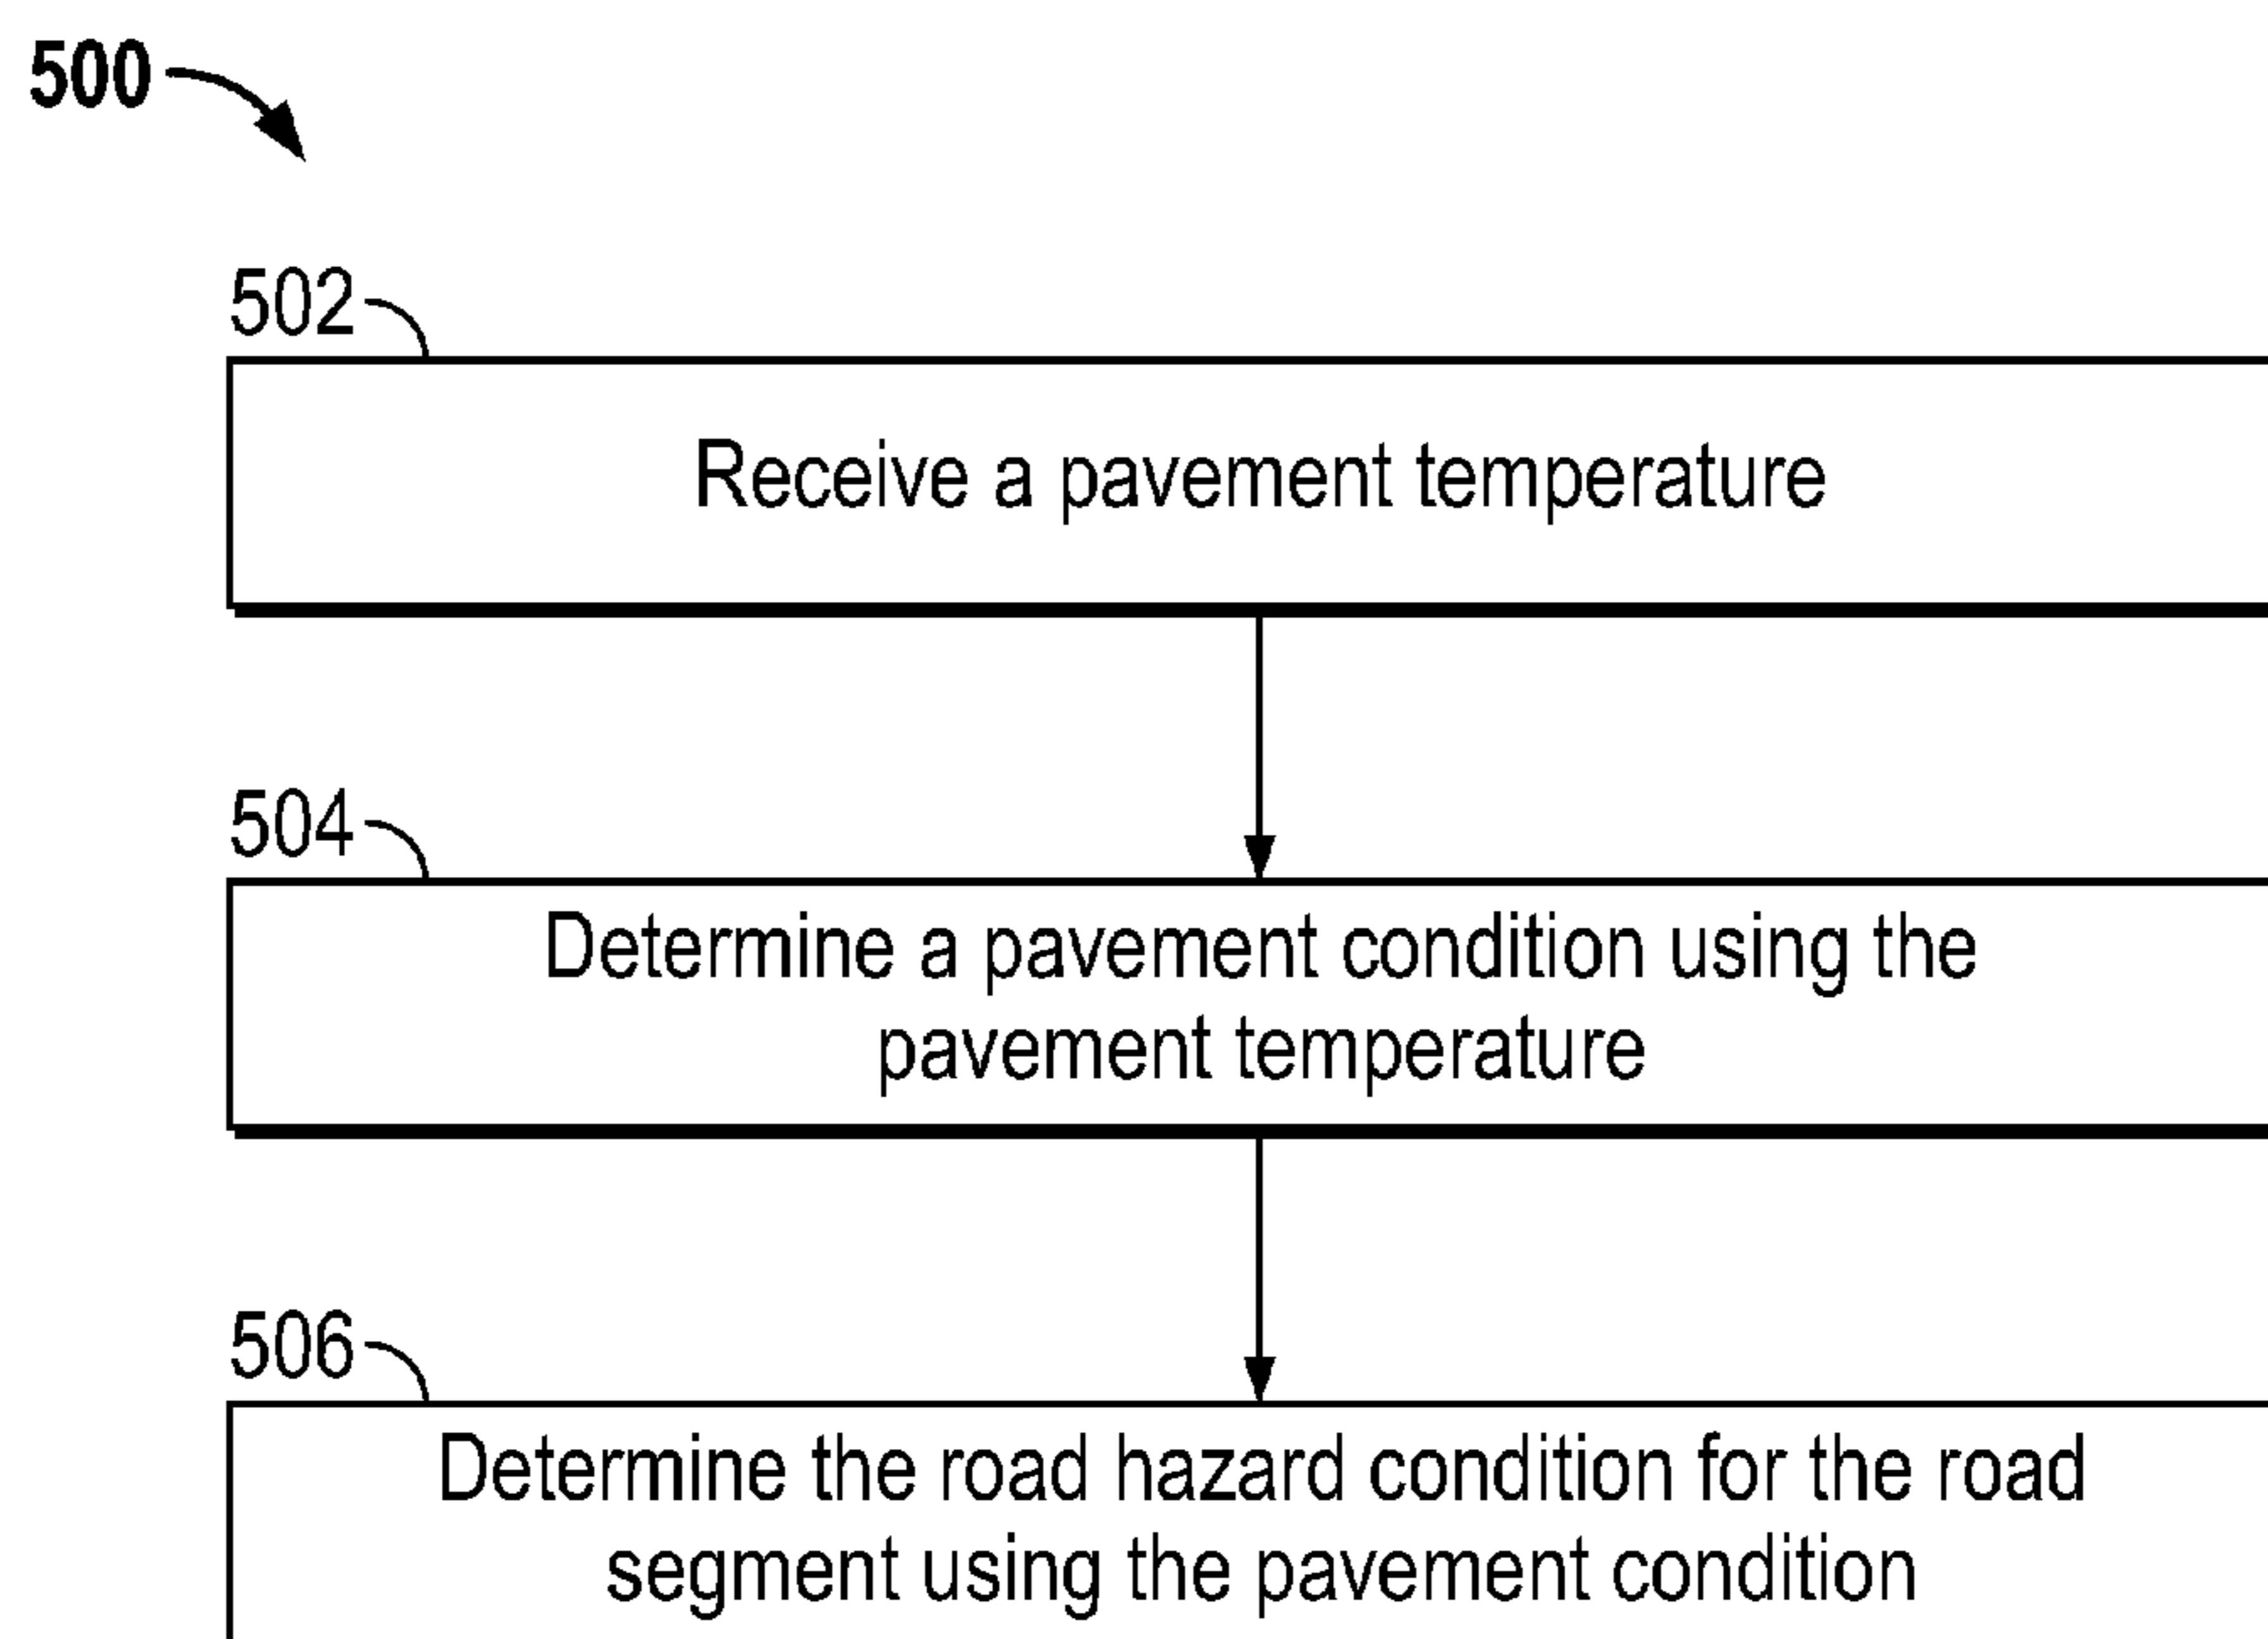 500
502
Receive a pavement temperature
504
Determine a pavement condition using the
pavement temperature
506
Determine the road hazard condition for the road
segment using the pavement condition